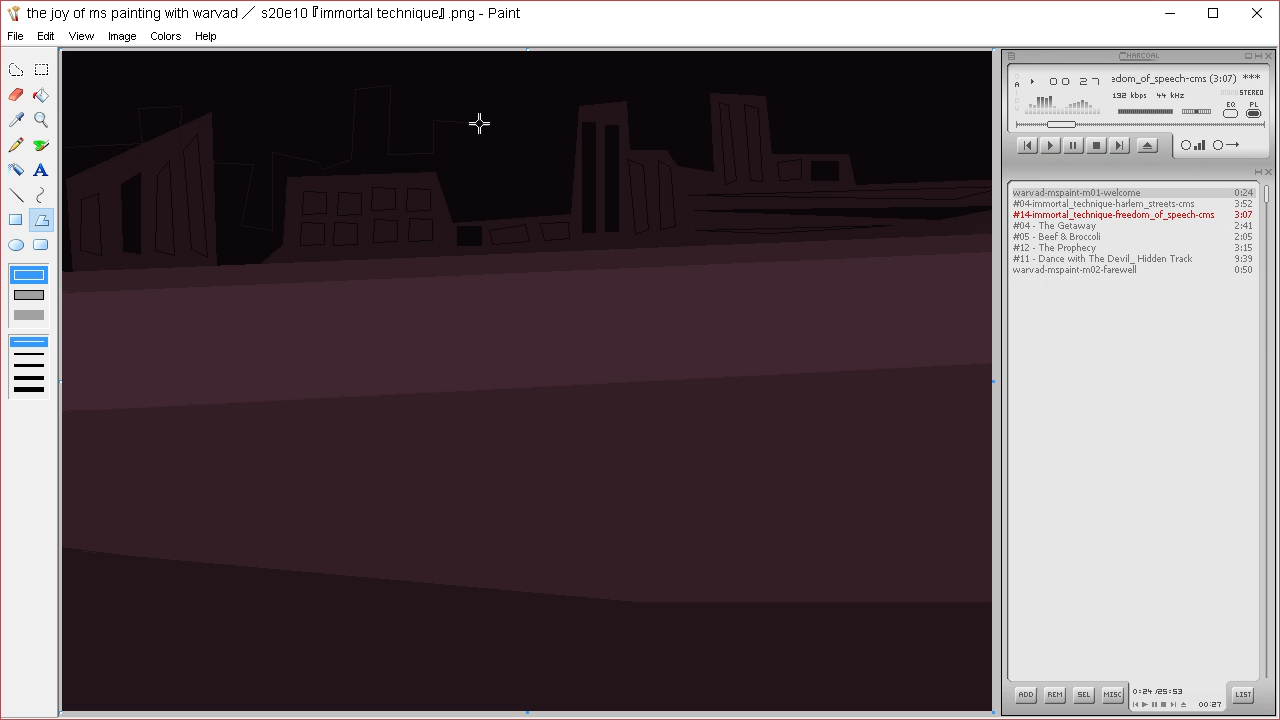 the joy of ms painting with warvad ／ s20e10『immortal technique』.png - Paint
File Edit View Image Colors Help
CHARCOAL
00 27
edom_of_speech-cms (3:07) ***
192 kbps 44 kHz
STEREO
EQ PL
warvad-mspaint-m01-welcome 0:24
#04-immortal_technique-harlem_streets-cms 3:52
#14-immortal_technique-freedom_of_speech-cms 3:07
#04 - The Getaway 2:41
#05 - Beef & Broccoli 2:05
#12 - The Prophecy 3:15
#11 - Dance with The Devil_ Hidden Track 9:39
warvad-mspaint-m02-farewell 0:50
ADD REM SEL MISC
0:24 /25:53
00:27
LIST